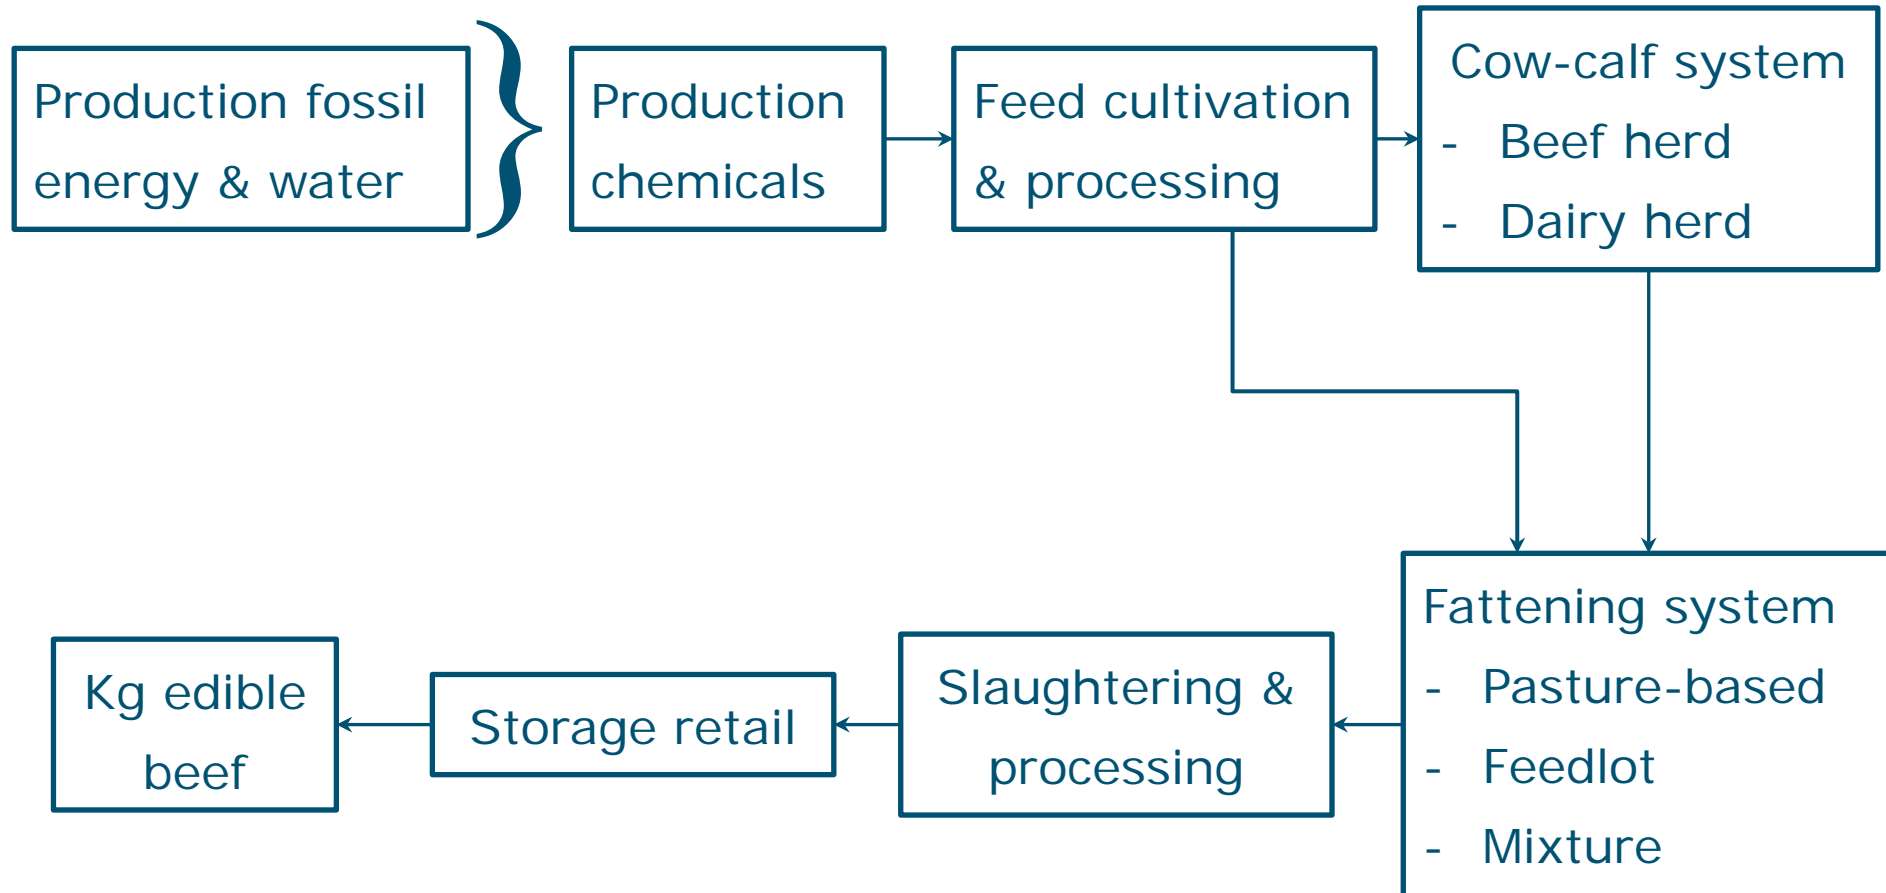 Production fossil
energy & water
Production
chemicals
Feed cultivation
& processing
Cow-calf system
- Beef herd
- Dairy herd
Fattening system
- Pasture-based
- Feedlot
- Mixture
Slaughtering &
processing
Storage retail
Kg edible
beef